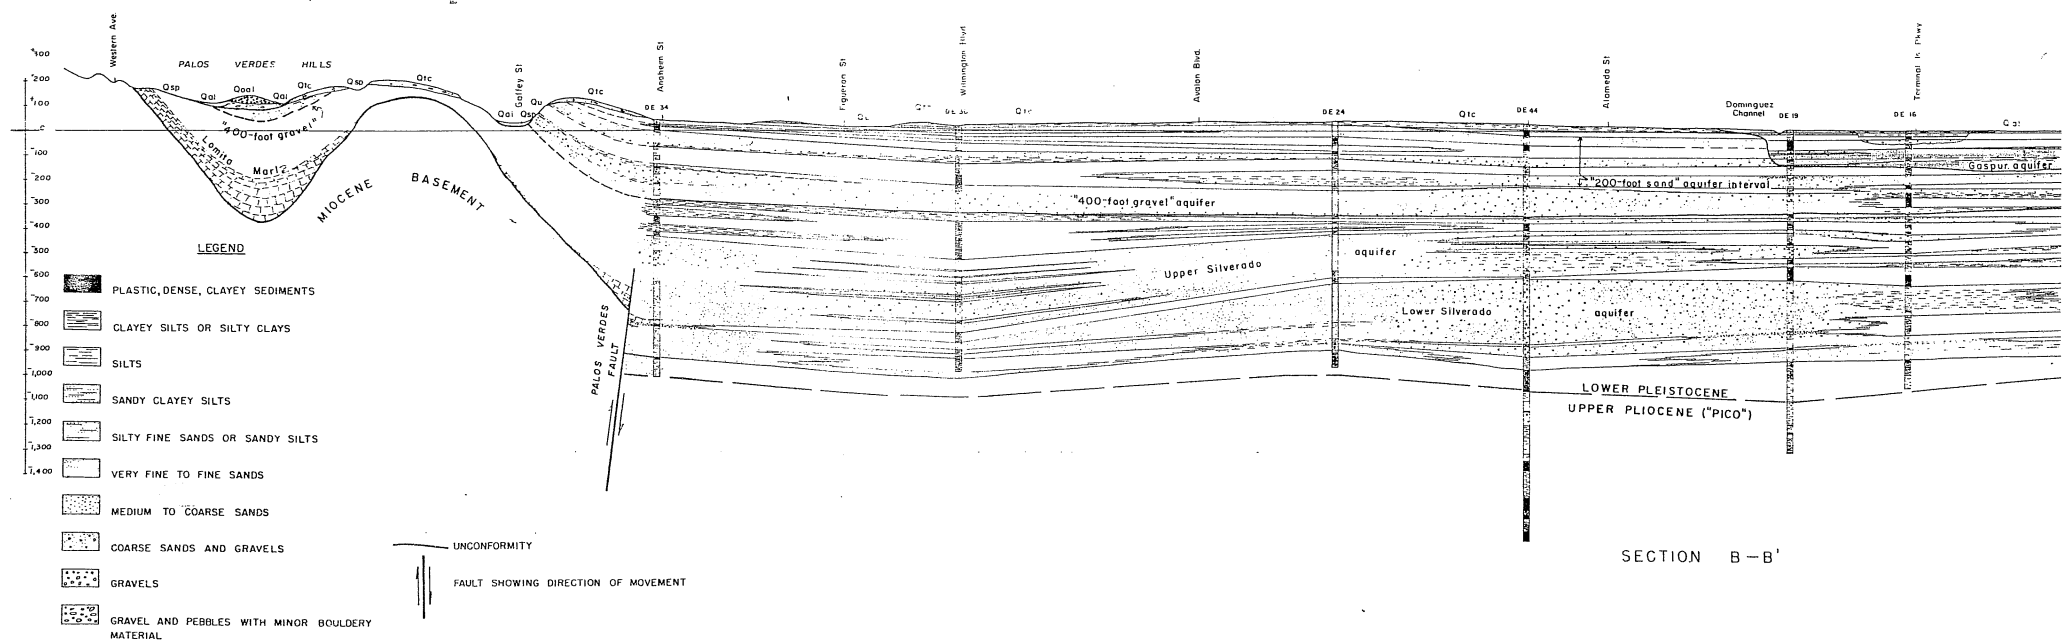 Western Ave.
Gaffey St
Anaheim St
Figueroa St
Avalon Blvd.
Alameda St
+300
+200
+100
0
-100
-200
-300
-400
-500
-600
-700
-800
-900
-1,000
-1,100
-1,200
-1,300
-1,400
PALOS VERDES HILLS
Qsp
Qal
Qoal
Qal
Qtc
Qsp
Qtc
Qal
Qsp
Qu
Qtc
DE 34
Qtc
DE 24
Qtc
DE 44
Dominguez
Channel
DE 19
DE 16
Qal
"400-foot gravel"
Lomita
Marl?
MIOCENE BASEMENT
Gaspur aquifer
"200-foot sand" aquifer interval
"400-foot gravel" aquifer
Upper Silverado aquifer
Lower Silverado aquifer
PALOS VERDES
FAULT
LOWER PLEISTOCENE
UPPER PLIOCENE ("PICO")
LEGEND
PLASTIC, DENSE, CLAYEY SEDIMENTS
CLAYEY SILTS OR SILTY CLAYS
SILTS
SANDY CLAYEY SILTS
SILTY FINE SANDS OR SANDY SILTS
VERY FINE TO FINE SANDS
MEDIUM TO COARSE SANDS
COARSE SANDS AND GRAVELS
GRAVELS
GRAVEL AND PEBBLES WITH MINOR BOULDERY
MATERIAL
UNCONFORMITY
FAULT SHOWING DIRECTION OF MOVEMENT
SECTION B-B'